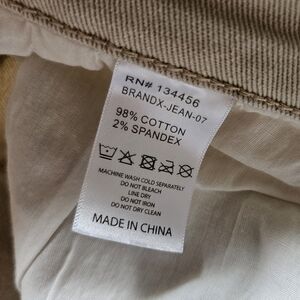 RN# 134456
BRANDX-JEAN-07
98% COTTON
2% SPANDEX
MACHINE WASH COLD SEPARATELY
DO NOT BLEACH
LINE DRY
DO NOT IRON
DO NOT DRY CLEAN
MADE IN CHINA